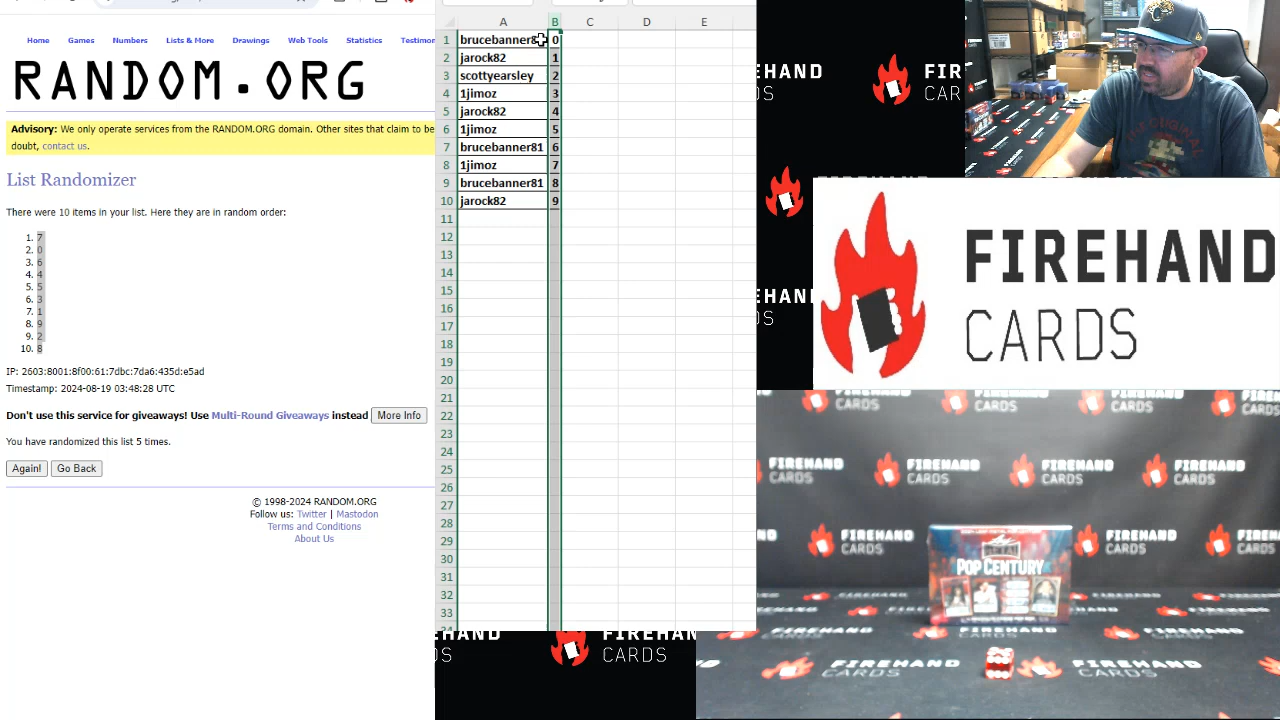 Home Games Numbers Lists & More Drawings Web Tools Statistics Testimor
RANDOM.ORG
Advisory: We only operate services from the RANDOM.ORG domain. Other sites that claim to be
doubt, contact us.
List Randomizer
There were 10 items in your list. Here they are in random order:
1. 7
2. 0
3. 6
4. 4
5. 5
6. 3
7. 1
8. 9
9. 2
10. 8
IP: 2603:8001:8f00:61:7dbc:7da6:435d:e5ad
Timestamp: 2024-08-19 03:48:28 UTC
Don't use this service for giveaways! Use Multi-Round Giveaways instead More Info
You have randomized this list 5 times.
Again! Go Back
© 1998-2024 RANDOM.ORG
Follow us: Twitter | Mastodon
Terms and Conditions
About Us
A B C D E
1 brucebanner8 0
2 jarock82 1
3 scottyearsley 2
4 1jimoz 3
5 jarock82 4
6 1jimoz 5
7 brucebanner81 6
8 1jimoz 7
9 brucebanner81 8
10 jarock82 9
11
12
13
14
15
16
17
18
19
20
21
22
23
24
25
26
27
28
29
30
31
32
33
FIREHAND
CARDS
POP CENTURY